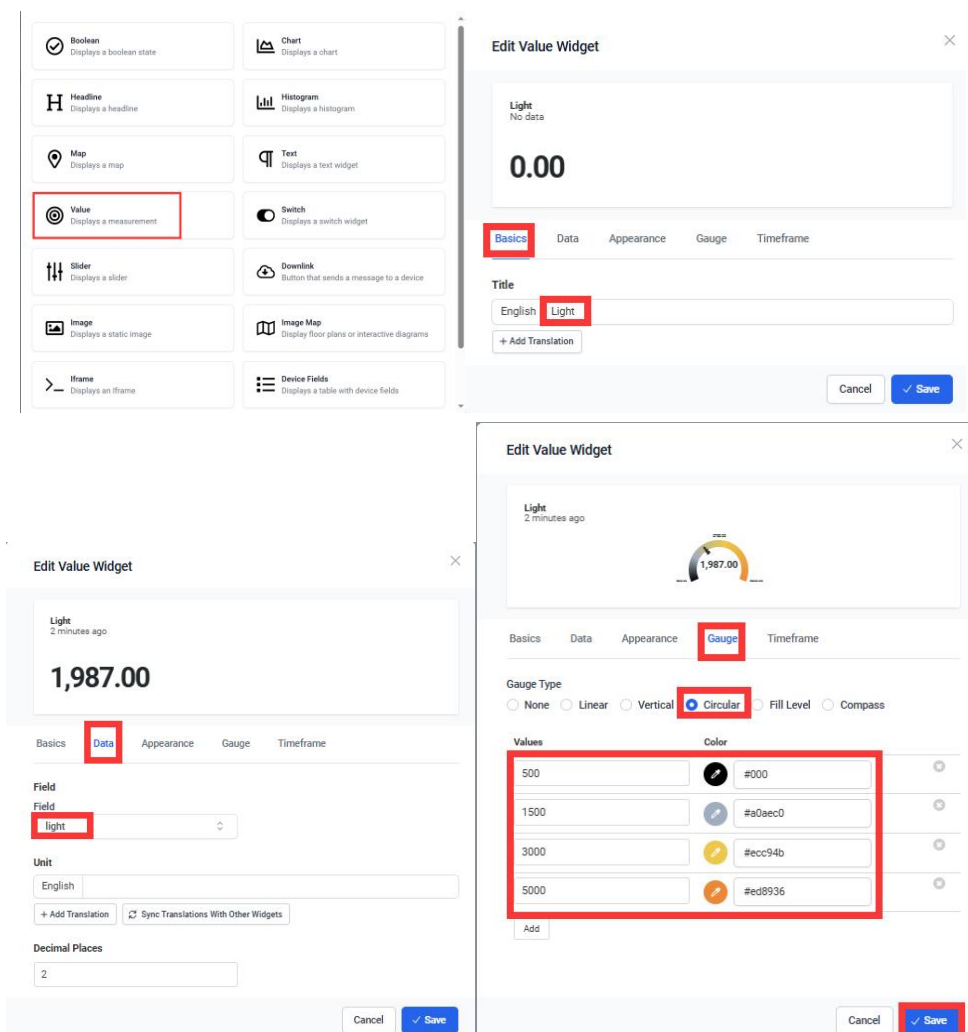 Boolean
Displays a boolean state
Chart
Displays a chart
Headline
Displays a headline
Histogram
Displays a histogram
Map
Displays a map
Text
Displays a text widget
Value
Displays a measurement
Switch
Displays a switch widget
Slider
Displays a slider
Downlink
Button that sends a message to a device
Image
Displays a static image
Image Map
Display floor plans or interactive diagrams
Iframe
Displays an Iframe
Device Fields
Displays a table with device fields
Edit Value Widget
Light
No data
0.00
Basics Data Appearance Gauge Timeframe
Title
English Light
+ Add Translation
Cancel Save
Edit Value Widget
Light
2 minutes ago
1,987.00
Basics Data Appearance Gauge Timeframe
Field
Field
light
Unit
English
+ Add Translation Sync Translations With Other Widgets
Decimal Places
2
Cancel Save
Edit Value Widget
Light
2 minutes ago
1,987.00
Basics Data Appearance Gauge Timeframe
Gauge Type
None Linear Vertical Circular Fill Level Compass
Values Color
500 #000
1500 #a0aec0
3000 #ecc94b
5000 #ed8936
Add
Cancel Save